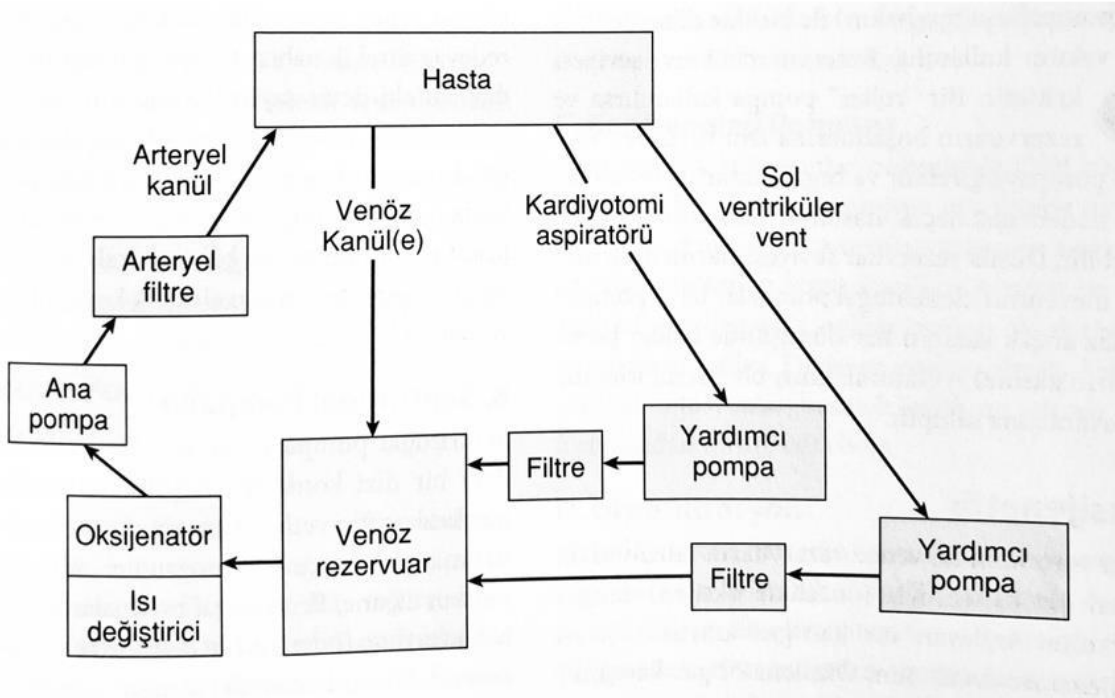 Hasta
Arteryel
kanül
Venöz
Kanül(e)
Kardiyotomi
aspiratörü
Sol
ventriküler
vent
Arteryel
filtre
Ana
pompa
Oksijenatör
Isı
değiştirici
Venöz
rezervuar
Filtre
Yardımcı
pompa
Filtre
Yardımcı
pompa